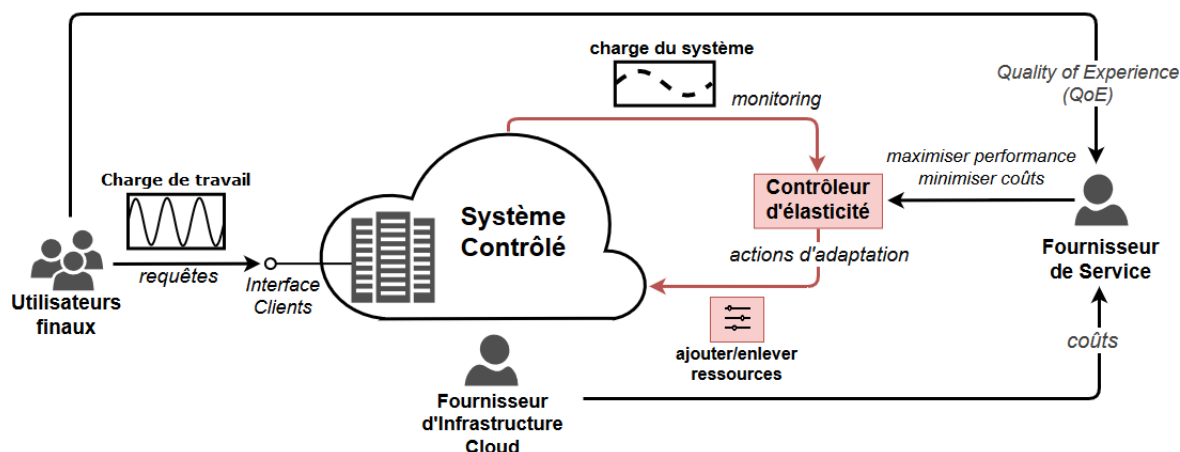 charge du système
monitoring
Quality of Experience
(QoE)
maximiser performance
minimiser coûts
Charge de travail
Contrôleur
d'élasticité
Système
Contrôlé
requêtes
Interface
Clients
actions d'adaptation
Fournisseur
de Service
Utilisateurs
finaux
ajouter/enlever
ressources
coûts
Fournisseur
d'Infrastructure
Cloud